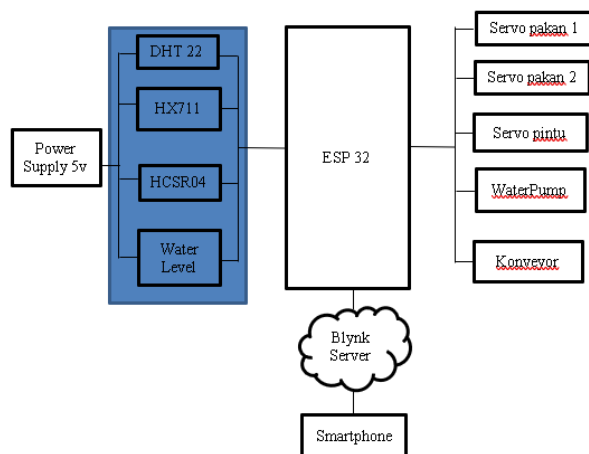 Power
Supply 5v
DHT 22
HX711
HCSR04
Water
Level
ESP 32
Servo pakan 1
Servo pakan 2
Servo pintu
WaterPump
Konveyor
Blynk
Server
Smartphone